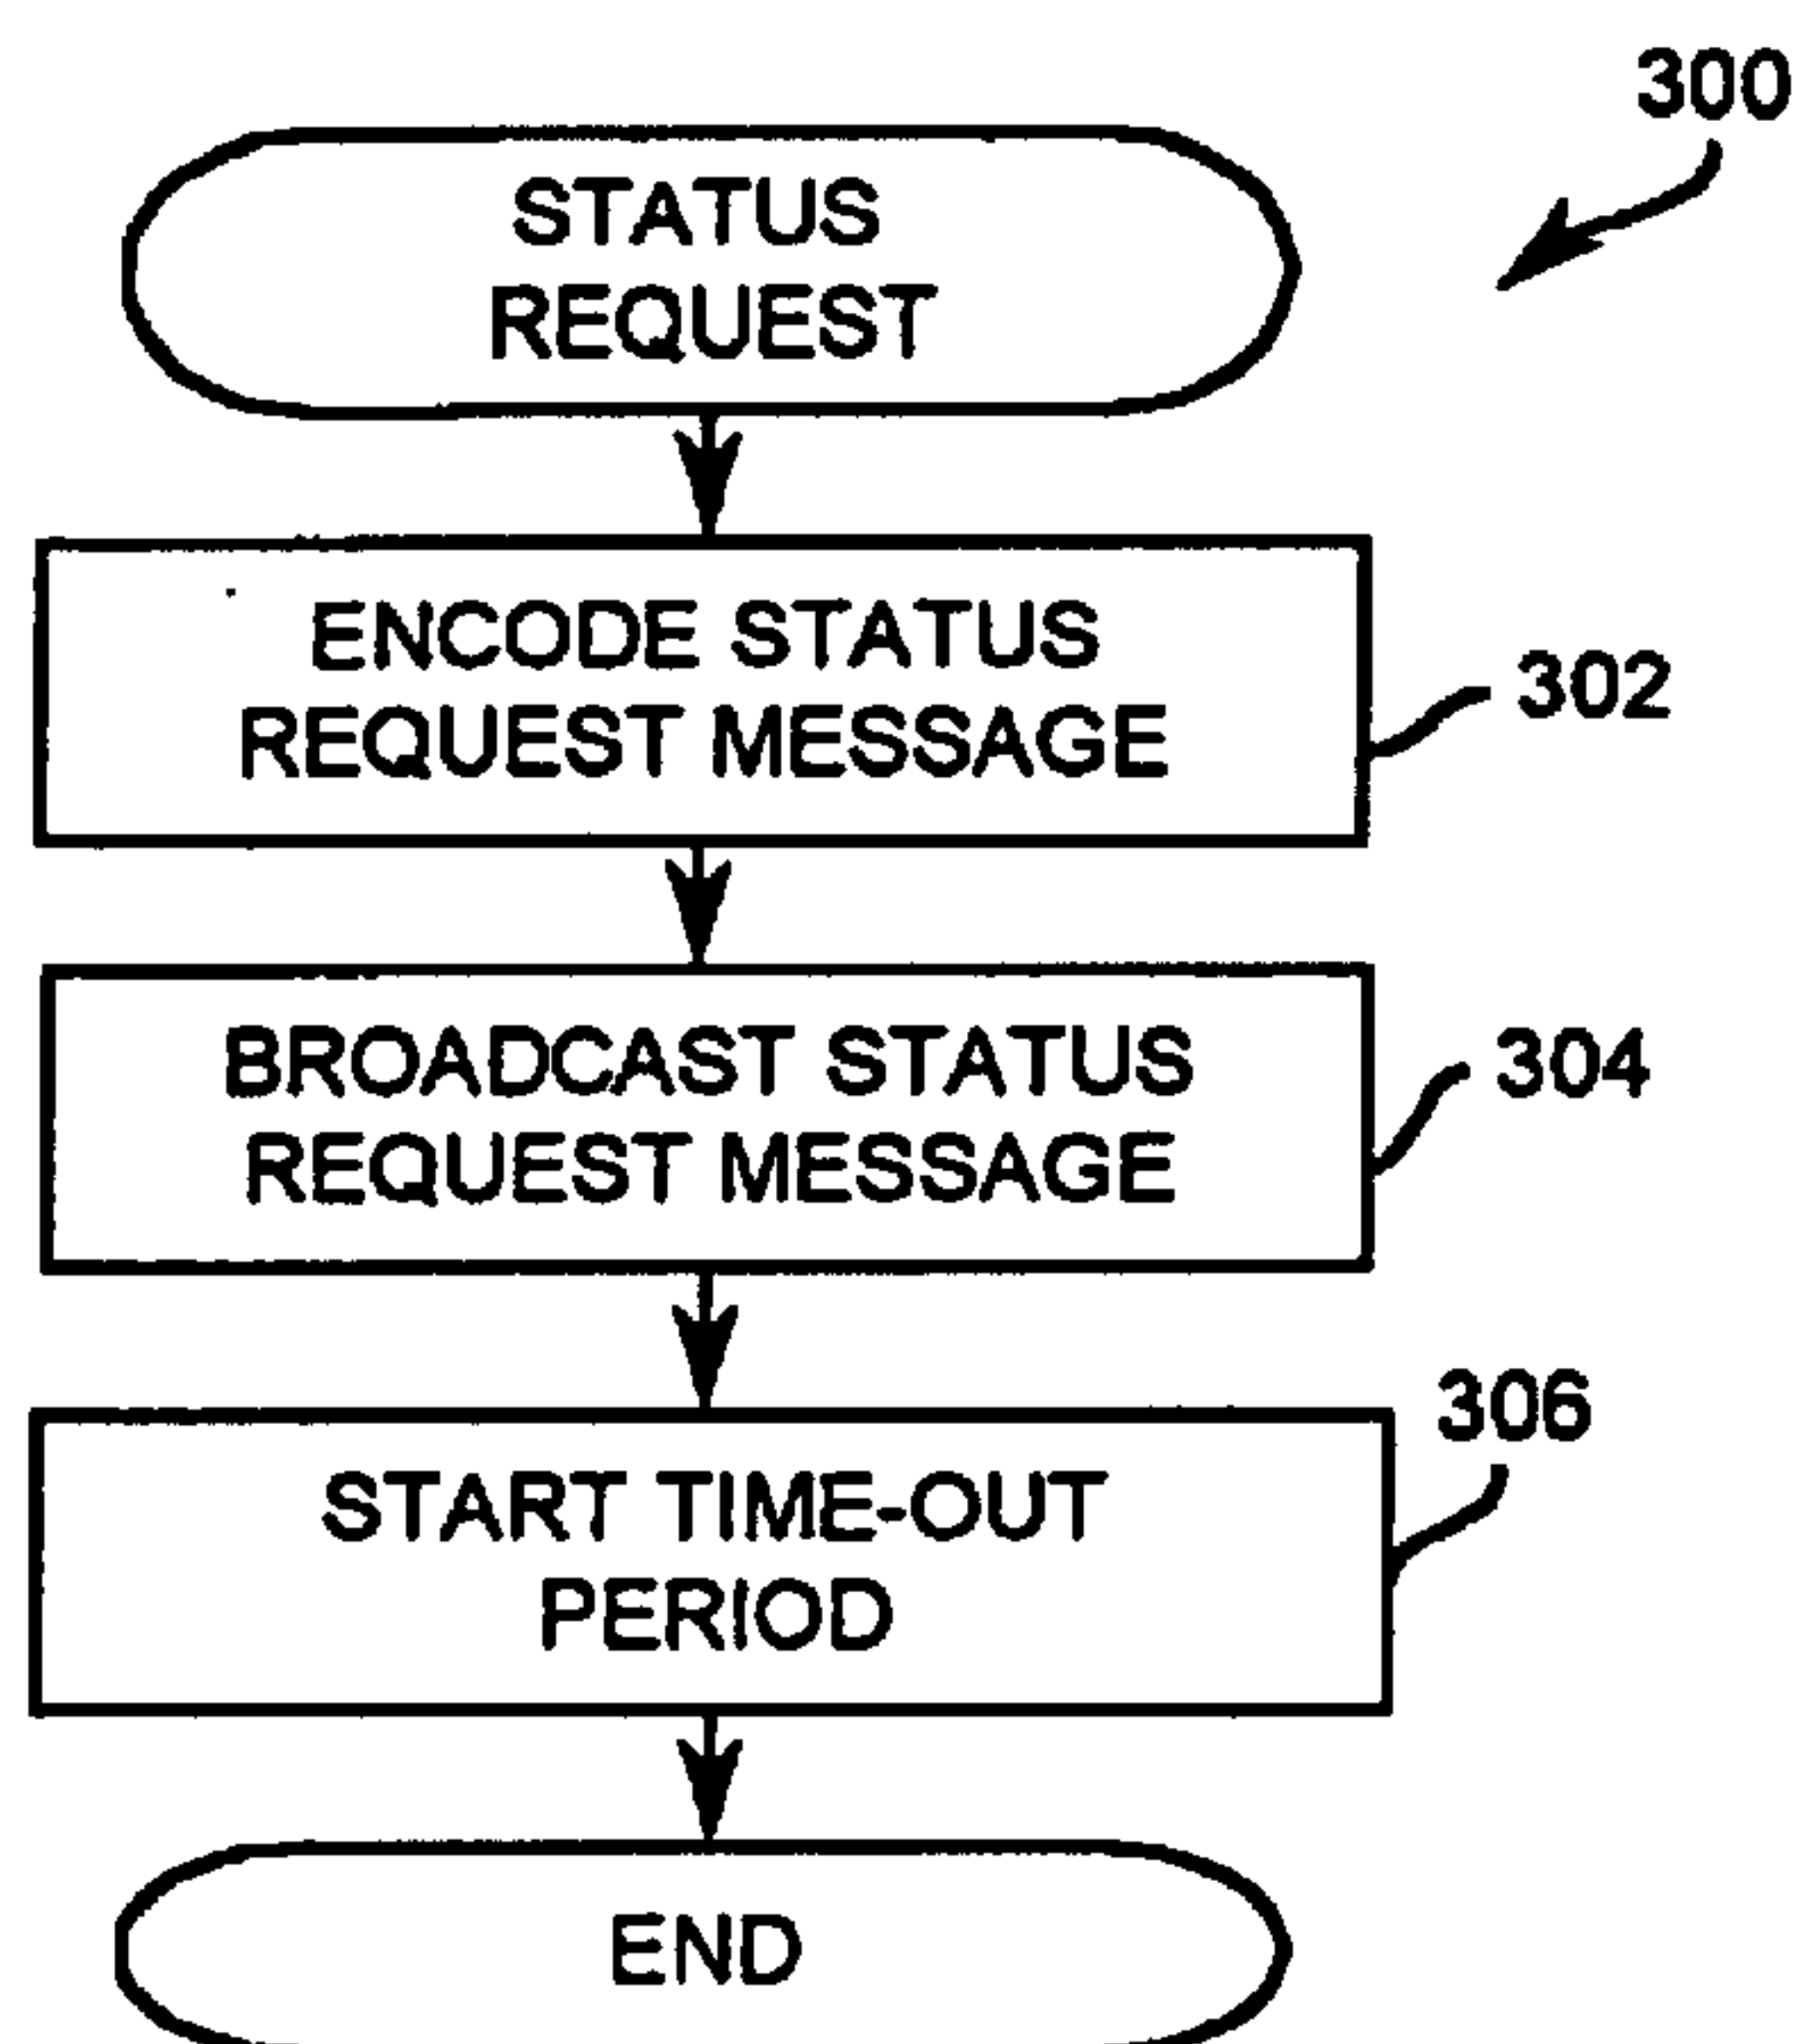 300
STATUS
REQUEST
ENCODE STATUS
REQUEST MESSAGE
302
BROADCAST STATUS
REQUEST MESSAGE
304
306
START TIME-OUT
PERIOD
END